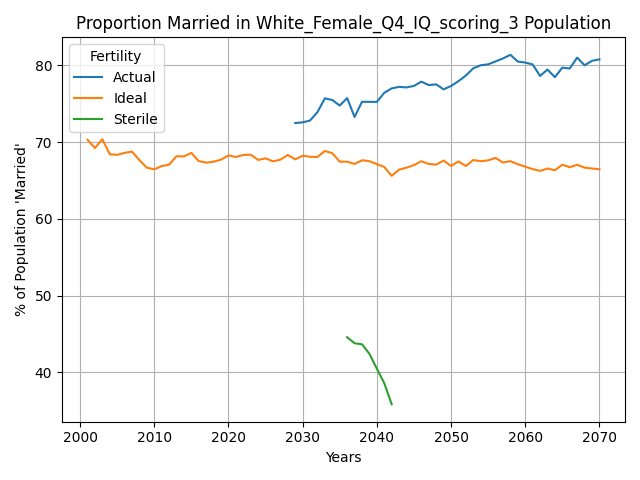 Proportion Married in White_Female_Q4_IQ_scoring_3 Population
Fertility
Actual
Ideal
Sterile
% of Population 'Married'
80
70
60
50
40
2000 2010 2020 2030 2040 2050 2060 2070
Years